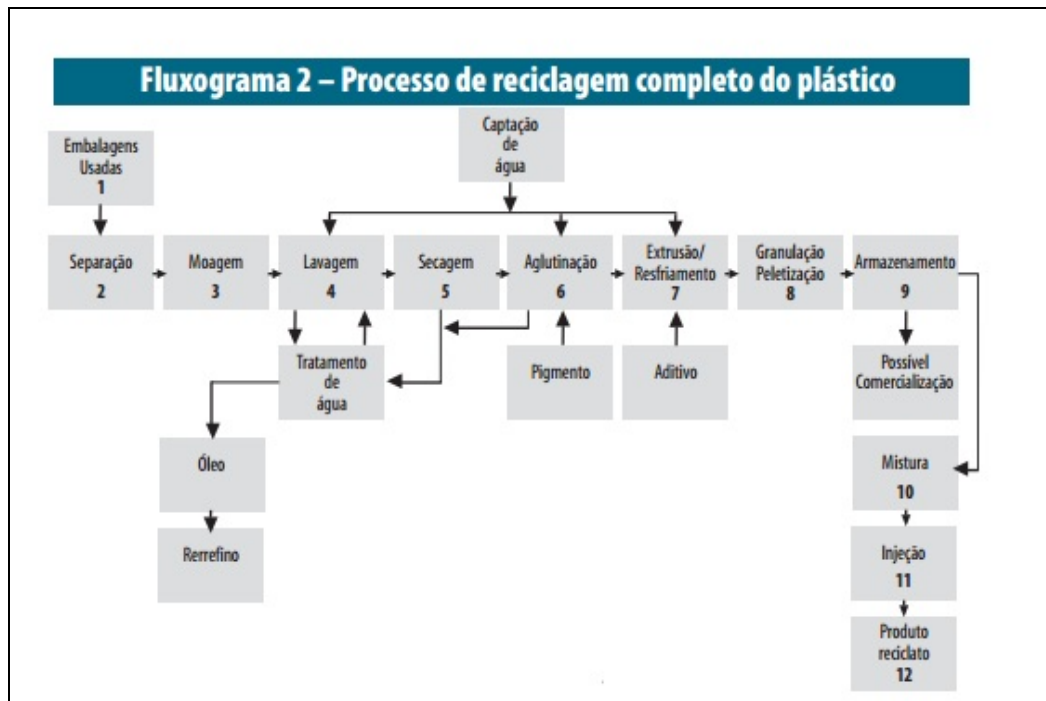 Fluxograma 2 – Processo de reciclagem completo do plástico
Captação
de
água
Embalagens
Usadas
1
Separação
2
Moagem
3
Lavagem
4
Secagem
5
Aglutinação
6
Extrusão/
Resfriamento
7
Granulação
Peletização
8
Armazenamento
9
Tratamento
de
água
Pigmento
Aditivo
Possível
Comercialização
Óleo
Mistura
10
Rerrefino
Injeção
11
Produto
reciclato
12